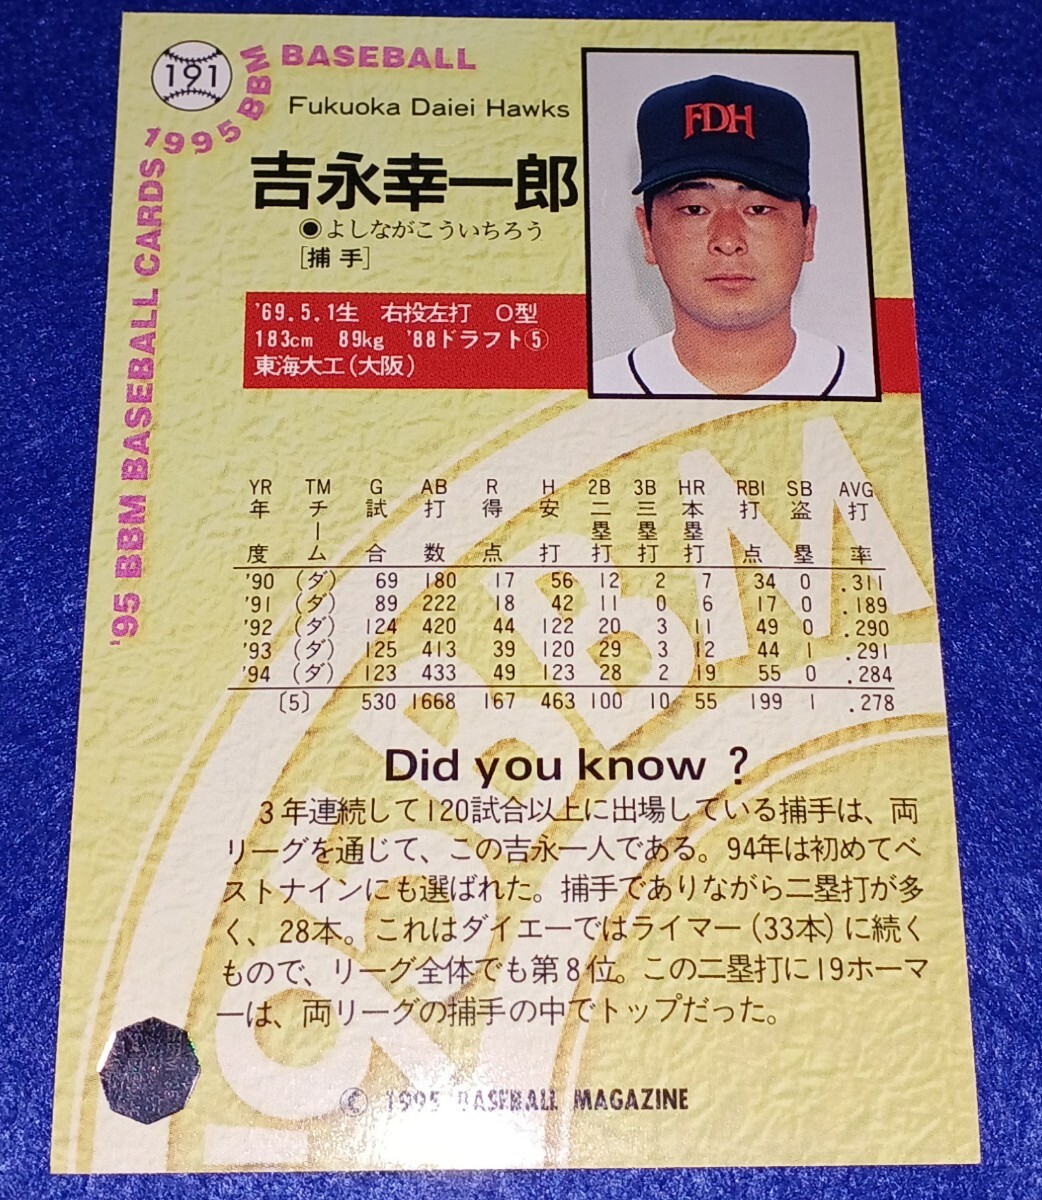 191
1995 BBM BASEBALL
'95 BBM BASEBALL CARDS
Fukuoka Daiei Hawks
FDH
吉永幸一郎
◉よしながこういちろう
[捕手]
'69.5.1生 右投左打 O型
183cm 89kg '88ドラフト⑤
東海大工(大阪)
YR TM G AB R H 2B 3B HR RBI SB AVG
年度 チーム 試合 打数 得点 安打 二塁打 三塁打 本塁打 打点 盗塁 打率
'90 (ダ) 69 180 17 56 12 2 7 34 0 .311
'91 (ダ) 89 222 18 42 11 0 6 17 0 .189
'92 (ダ) 124 420 44 122 20 3 11 49 0 .290
'93 (ダ) 125 413 39 120 29 3 12 44 1 .291
'94 (ダ) 123 433 49 123 28 2 19 55 0 .284
〔5〕 530 1668 167 463 100 10 55 199 1 .278
Did you know ?
3年連続して120試合以上に出場している捕手は、両
リーグを通じて、この吉永一人である。94年は初めてベ
ストナインにも選ばれた。捕手でありながら二塁打が多
く、28本。これはダイエーではライマー(33本)に続く
もので、リーグ全体でも第8位。この二塁打に19ホーマ
ーは、両リーグの捕手の中でトップだった。
© 1995 BASEBALL MAGAZINE